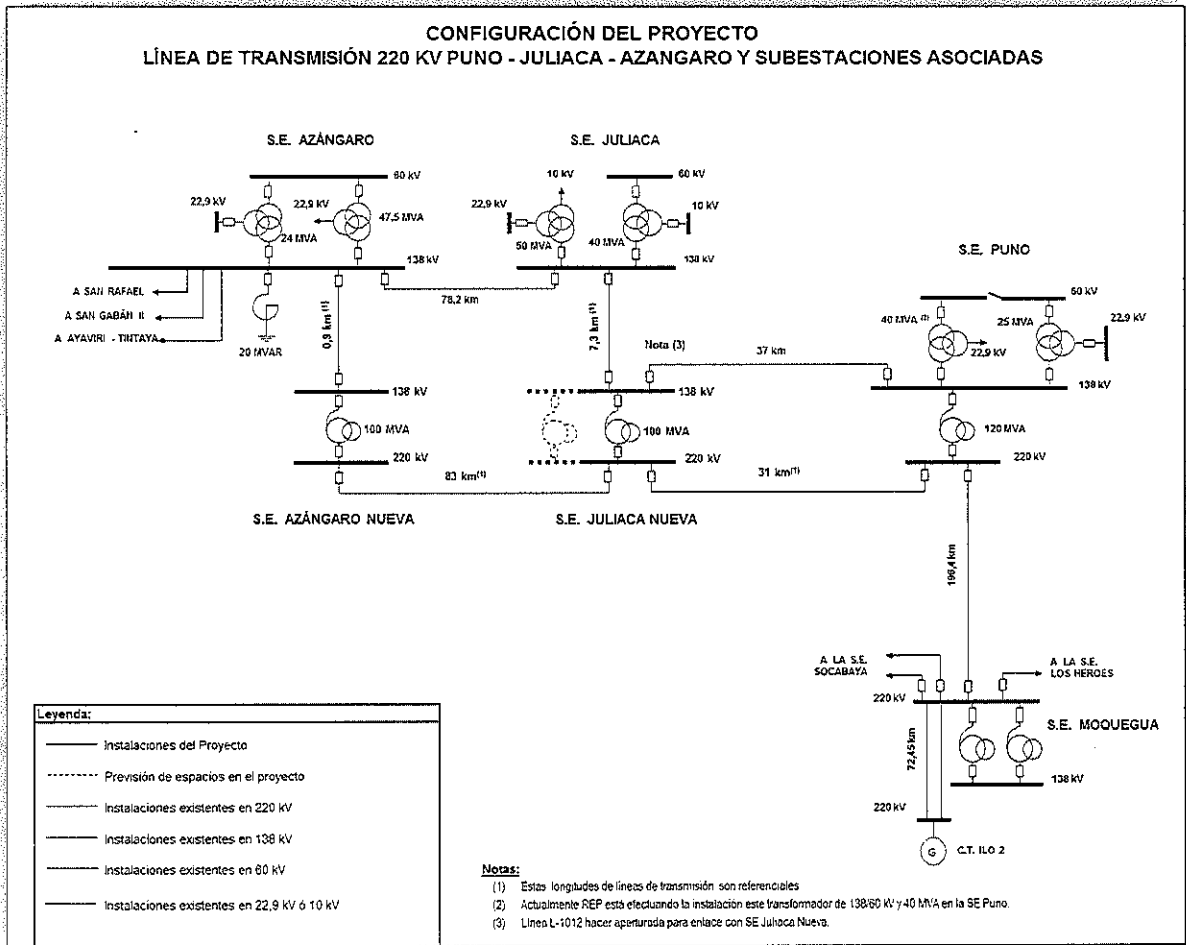 CONFIGURACIÓN DEL PROYECTO
LÍNEA DE TRANSMISIÓN 220 KV PUNO - JULIACA - AZANGARO Y SUBESTACIONES ASOCIADAS
S.E. AZÁNGARO
S.E. JULIACA
60 kV
10 kV
60 kV
22,9 kV
22,9 kV
47,5 MVA
24 MVA
22,9 kV
10 kV
50 MVA
40 MVA
138 kV
138 kV
S.E. PUNO
A SAN RAFAEL
A SAN GABÁN II
A AYAVIRI - TINTAYA
20 MVAR
78,2 km
0,9 km(1)
7,3 km(1)
Nota (3)
37 km
60 kV
40 MVA (2)
25 MVA
22,9 kV
22,9 kV
138 kV
138 kV
138 kV
100 MVA
100 MVA
120 MVA
220 kV
220 kV
220 kV
83 km(1)
31 km(1)
S.E. AZÁNGARO NUEVA
S.E. JULIACA NUEVA
196,4 km
A LA S.E.
SOCABAYA
A LA S.E.
LOS HEROES
220 kV
S.E. MOQUEGUA
72,45 km
138 kV
220 kV
G
C.T. ILO 2
Leyenda:
Instalaciones del Proyecto
Previsión de espacios en el proyecto
Instalaciones existentes en 220 kV
Instalaciones existentes en 138 kV
Instalaciones existentes en 60 kV
Instalaciones existentes en 22,9 kV ó 10 kV
Notas:
(1) Estas longitudes de líneas de transmisión son referenciales
(2) Actualmente REP está efectuando la instalación este transformador de 138/60 kV y 40 MVA en la SE Puno.
(3) Línea L-1012 hacer aperturada para enlace con SE Juliaca Nueva.